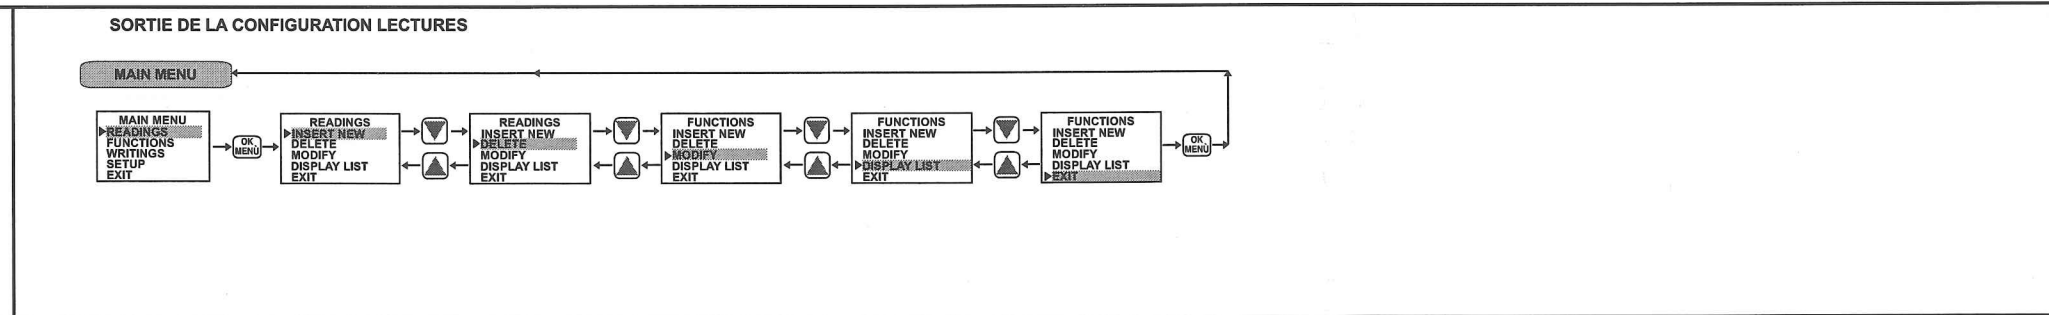 SORTIE DE LA CONFIGURATION LECTURES
MAIN MENU
MAIN MENU
READINGS
FUNCTIONS
WRITINGS
SETUP
EXIT
OK
MENÙ
READINGS
INSERT NEW
DELETE
MODIFY
DISPLAY LIST
EXIT
READINGS
INSERT NEW
DELETE
MODIFY
DISPLAY LIST
EXIT
FUNCTIONS
INSERT NEW
DELETE
MODIFY
DISPLAY LIST
EXIT
FUNCTIONS
INSERT NEW
DELETE
MODIFY
DISPLAY LIST
EXIT
FUNCTIONS
INSERT NEW
DELETE
MODIFY
DISPLAY LIST
EXIT
OK
MENÙ